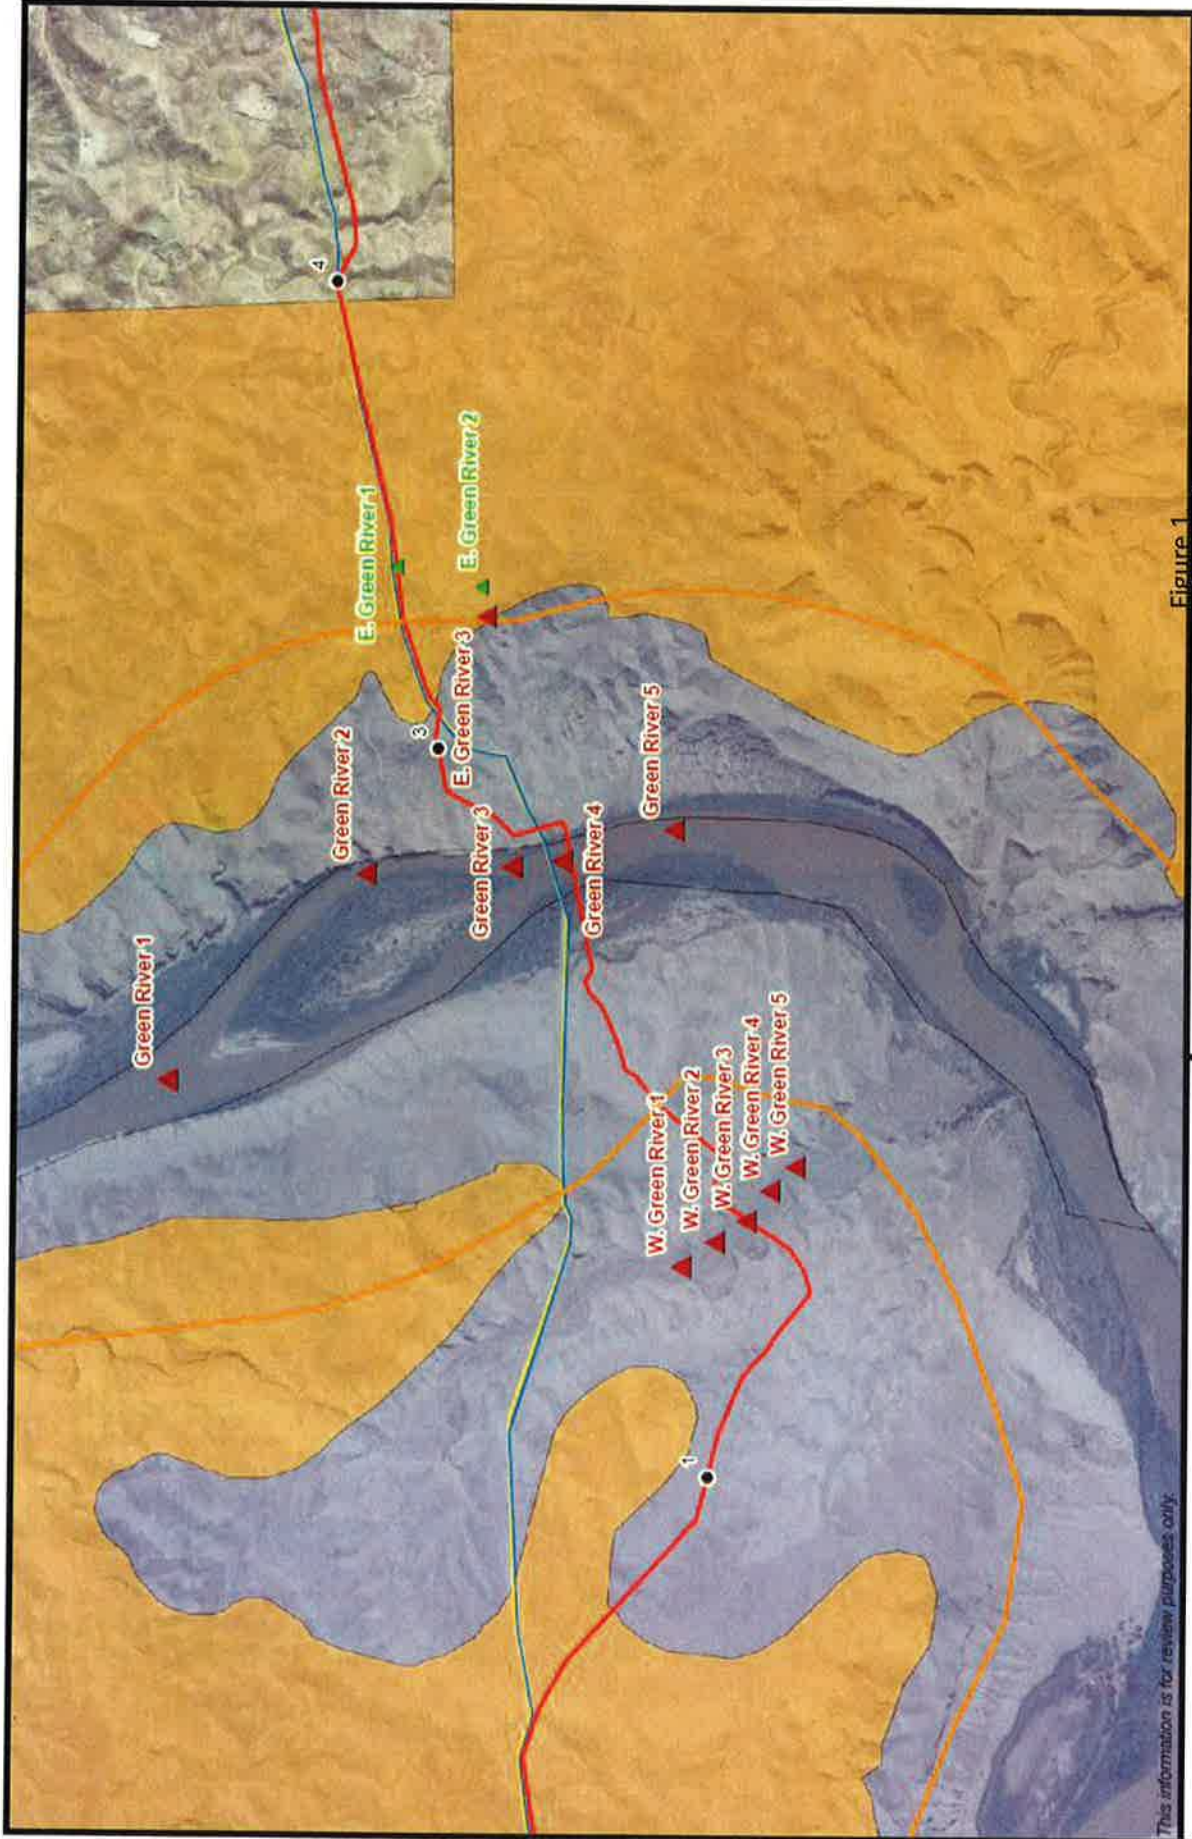 Green River 1
Green River 2
3
4
E. Green River 1
E. Green River 2
E. Green River 3
Green River 3
Green River 4
Green River 5
W. Green River 1
W. Green River 2
W. Green River 3
W. Green River 4
W. Green River 5
1
This information is for review purposes only.
Figure 1